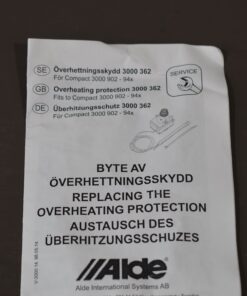 SE Överhettningsskydd 3000 362
För Compact 3000 902 - 94x
GB Overheating protection 3000 362
Fits to Compact 3000 902 - 94x
DE Überhitzungsschutz 3000 362
Für Compact 3000 902 - 94x
SERVICE
BYTE AV
ÖVERHETTNINGSSKYDD
REPLACING THE
OVERHEATING PROTECTION
AUSTAUSCH DES
ÜBERHITZUNGSSCHUZES
Alde
Alde International Systems AB